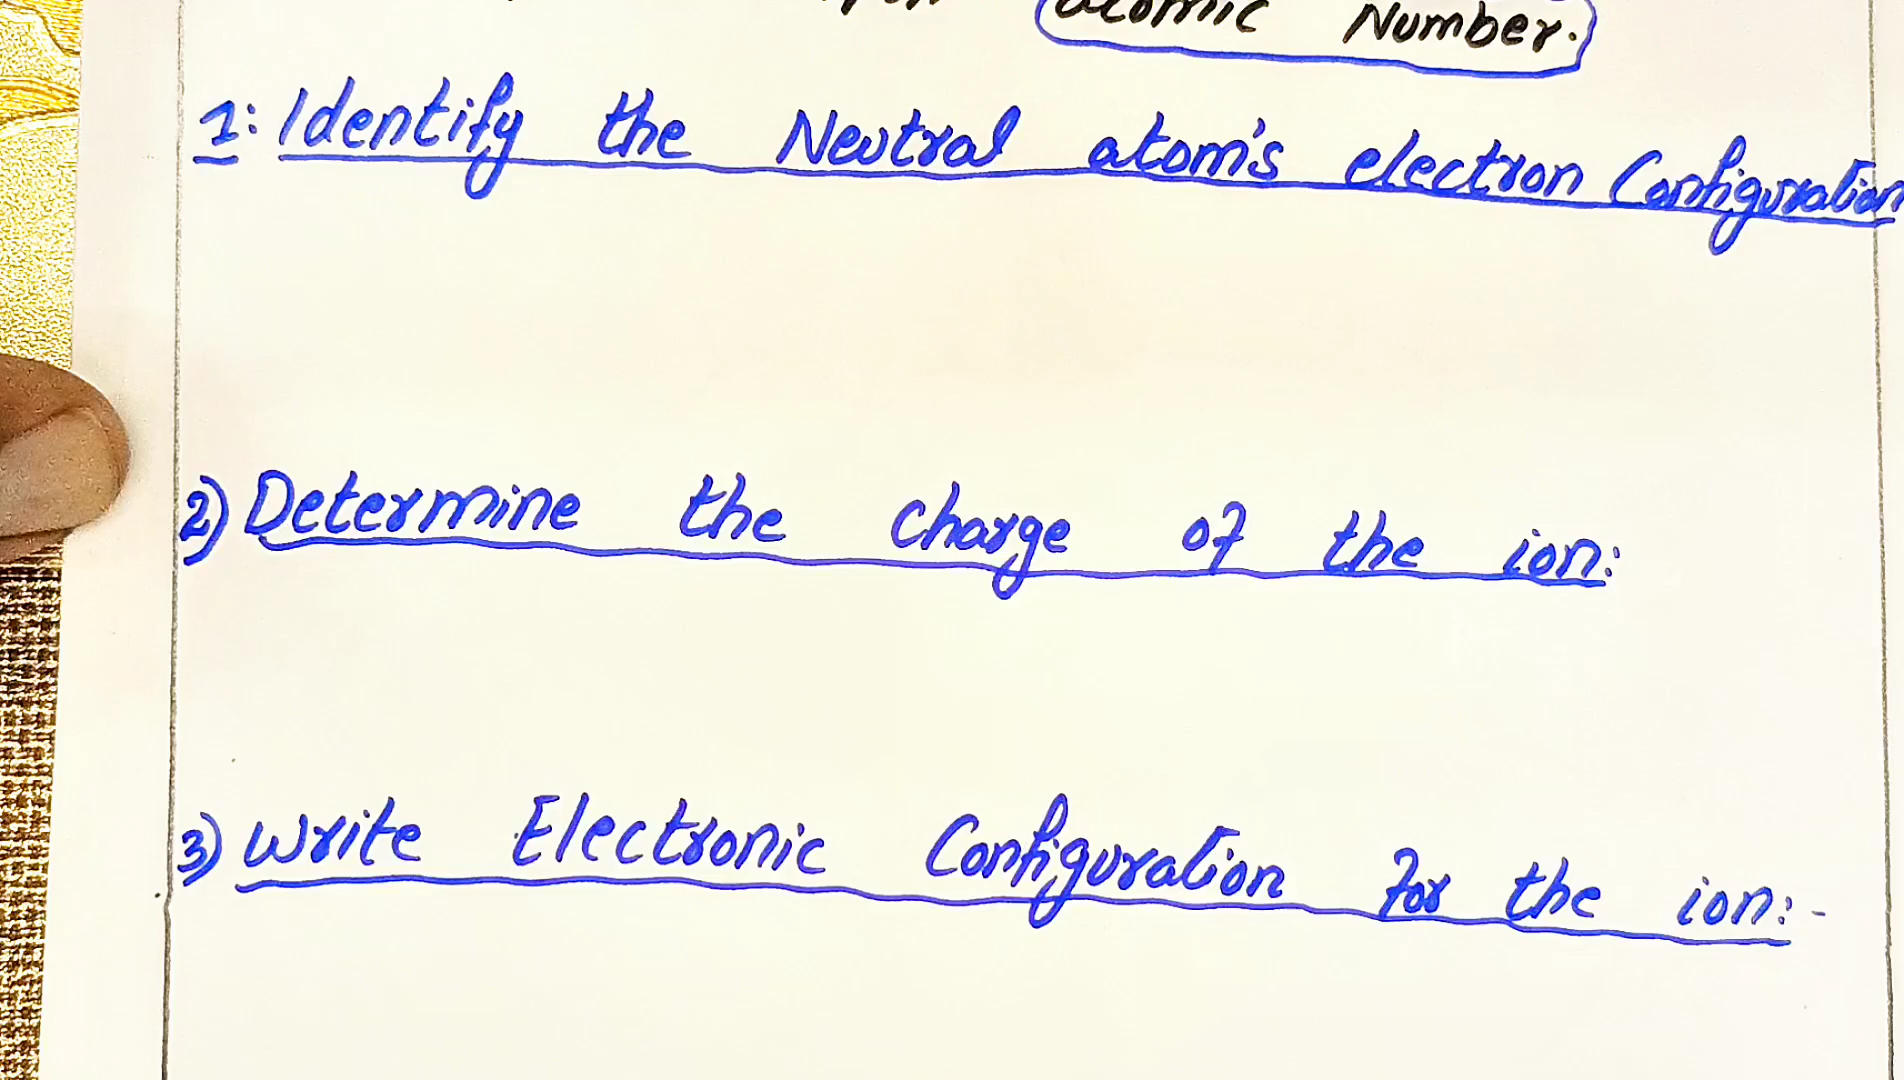 atomic Number.
1: Identify the Neutral atom's electron Configuration
2) Determine the charge of the ion:
3) Write Electronic Configuration for the ion:-